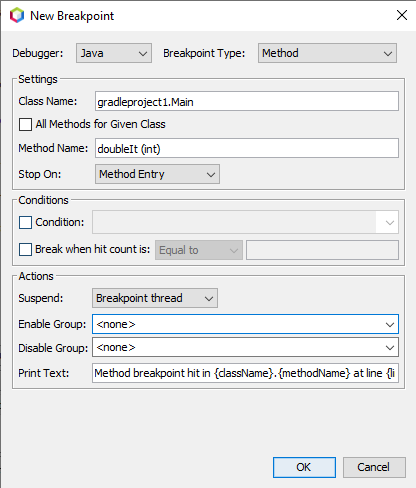 New Breakpoint
Debugger: Java Breakpoint Type: Method
Settings
Class Name: gradleproject1.Main
All Methods for Given Class
Method Name: doubleIt (int)
Stop On: Method Entry
Conditions
Condition:
Break when hit count is: Equal to
Actions
Suspend: Breakpoint thread
Enable Group: <none>
Disable Group: <none>
Print Text: Method breakpoint hit in {className}.{methodName} at line {li
OK Cancel